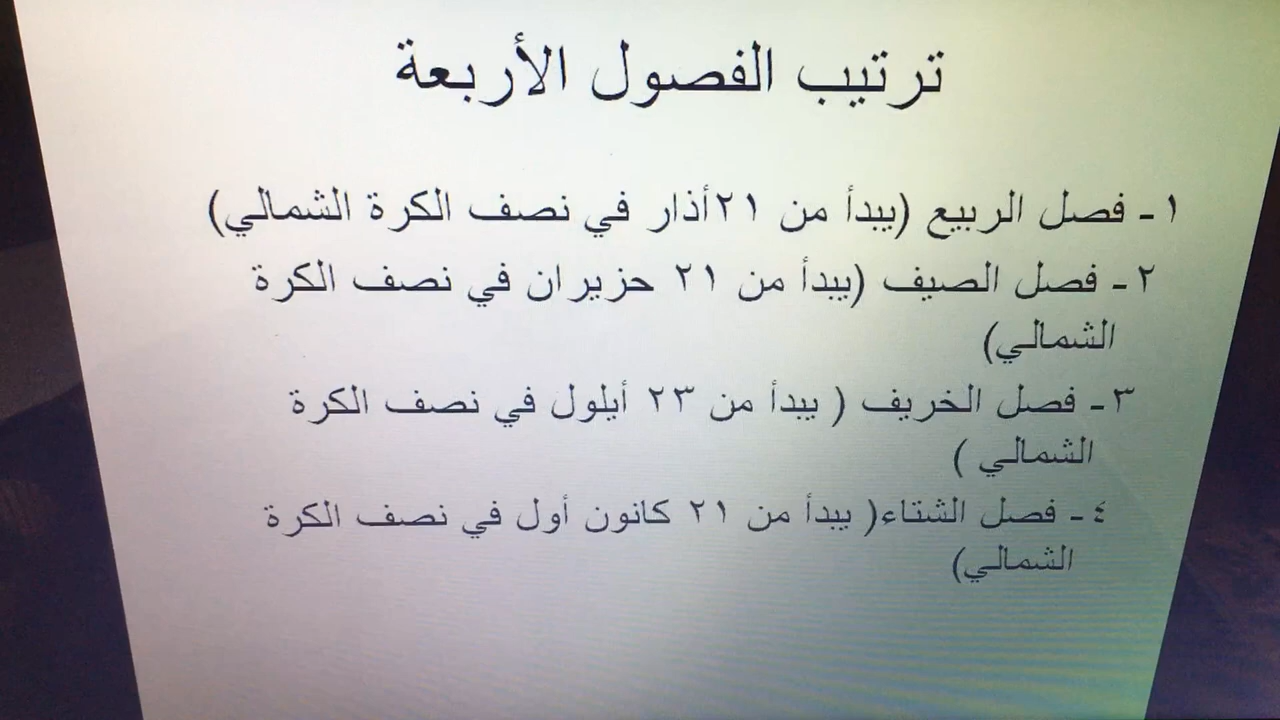 ترتيب الفصول الأربعة
١- فصل الربيع (يبدأ من ٢١أذار في نصف الكرة الشمالي)
٢- فصل الصيف (يبدأ من ٢١ حزيران في نصف الكرة
الشمالي)
٣- فصل الخريف ( يبدأ من ٢٣ أيلول في نصف الكرة
الشمالي )
٤- فصل الشتاء( يبدأ من ٢١ كانون أول في نصف الكرة
الشمالي)